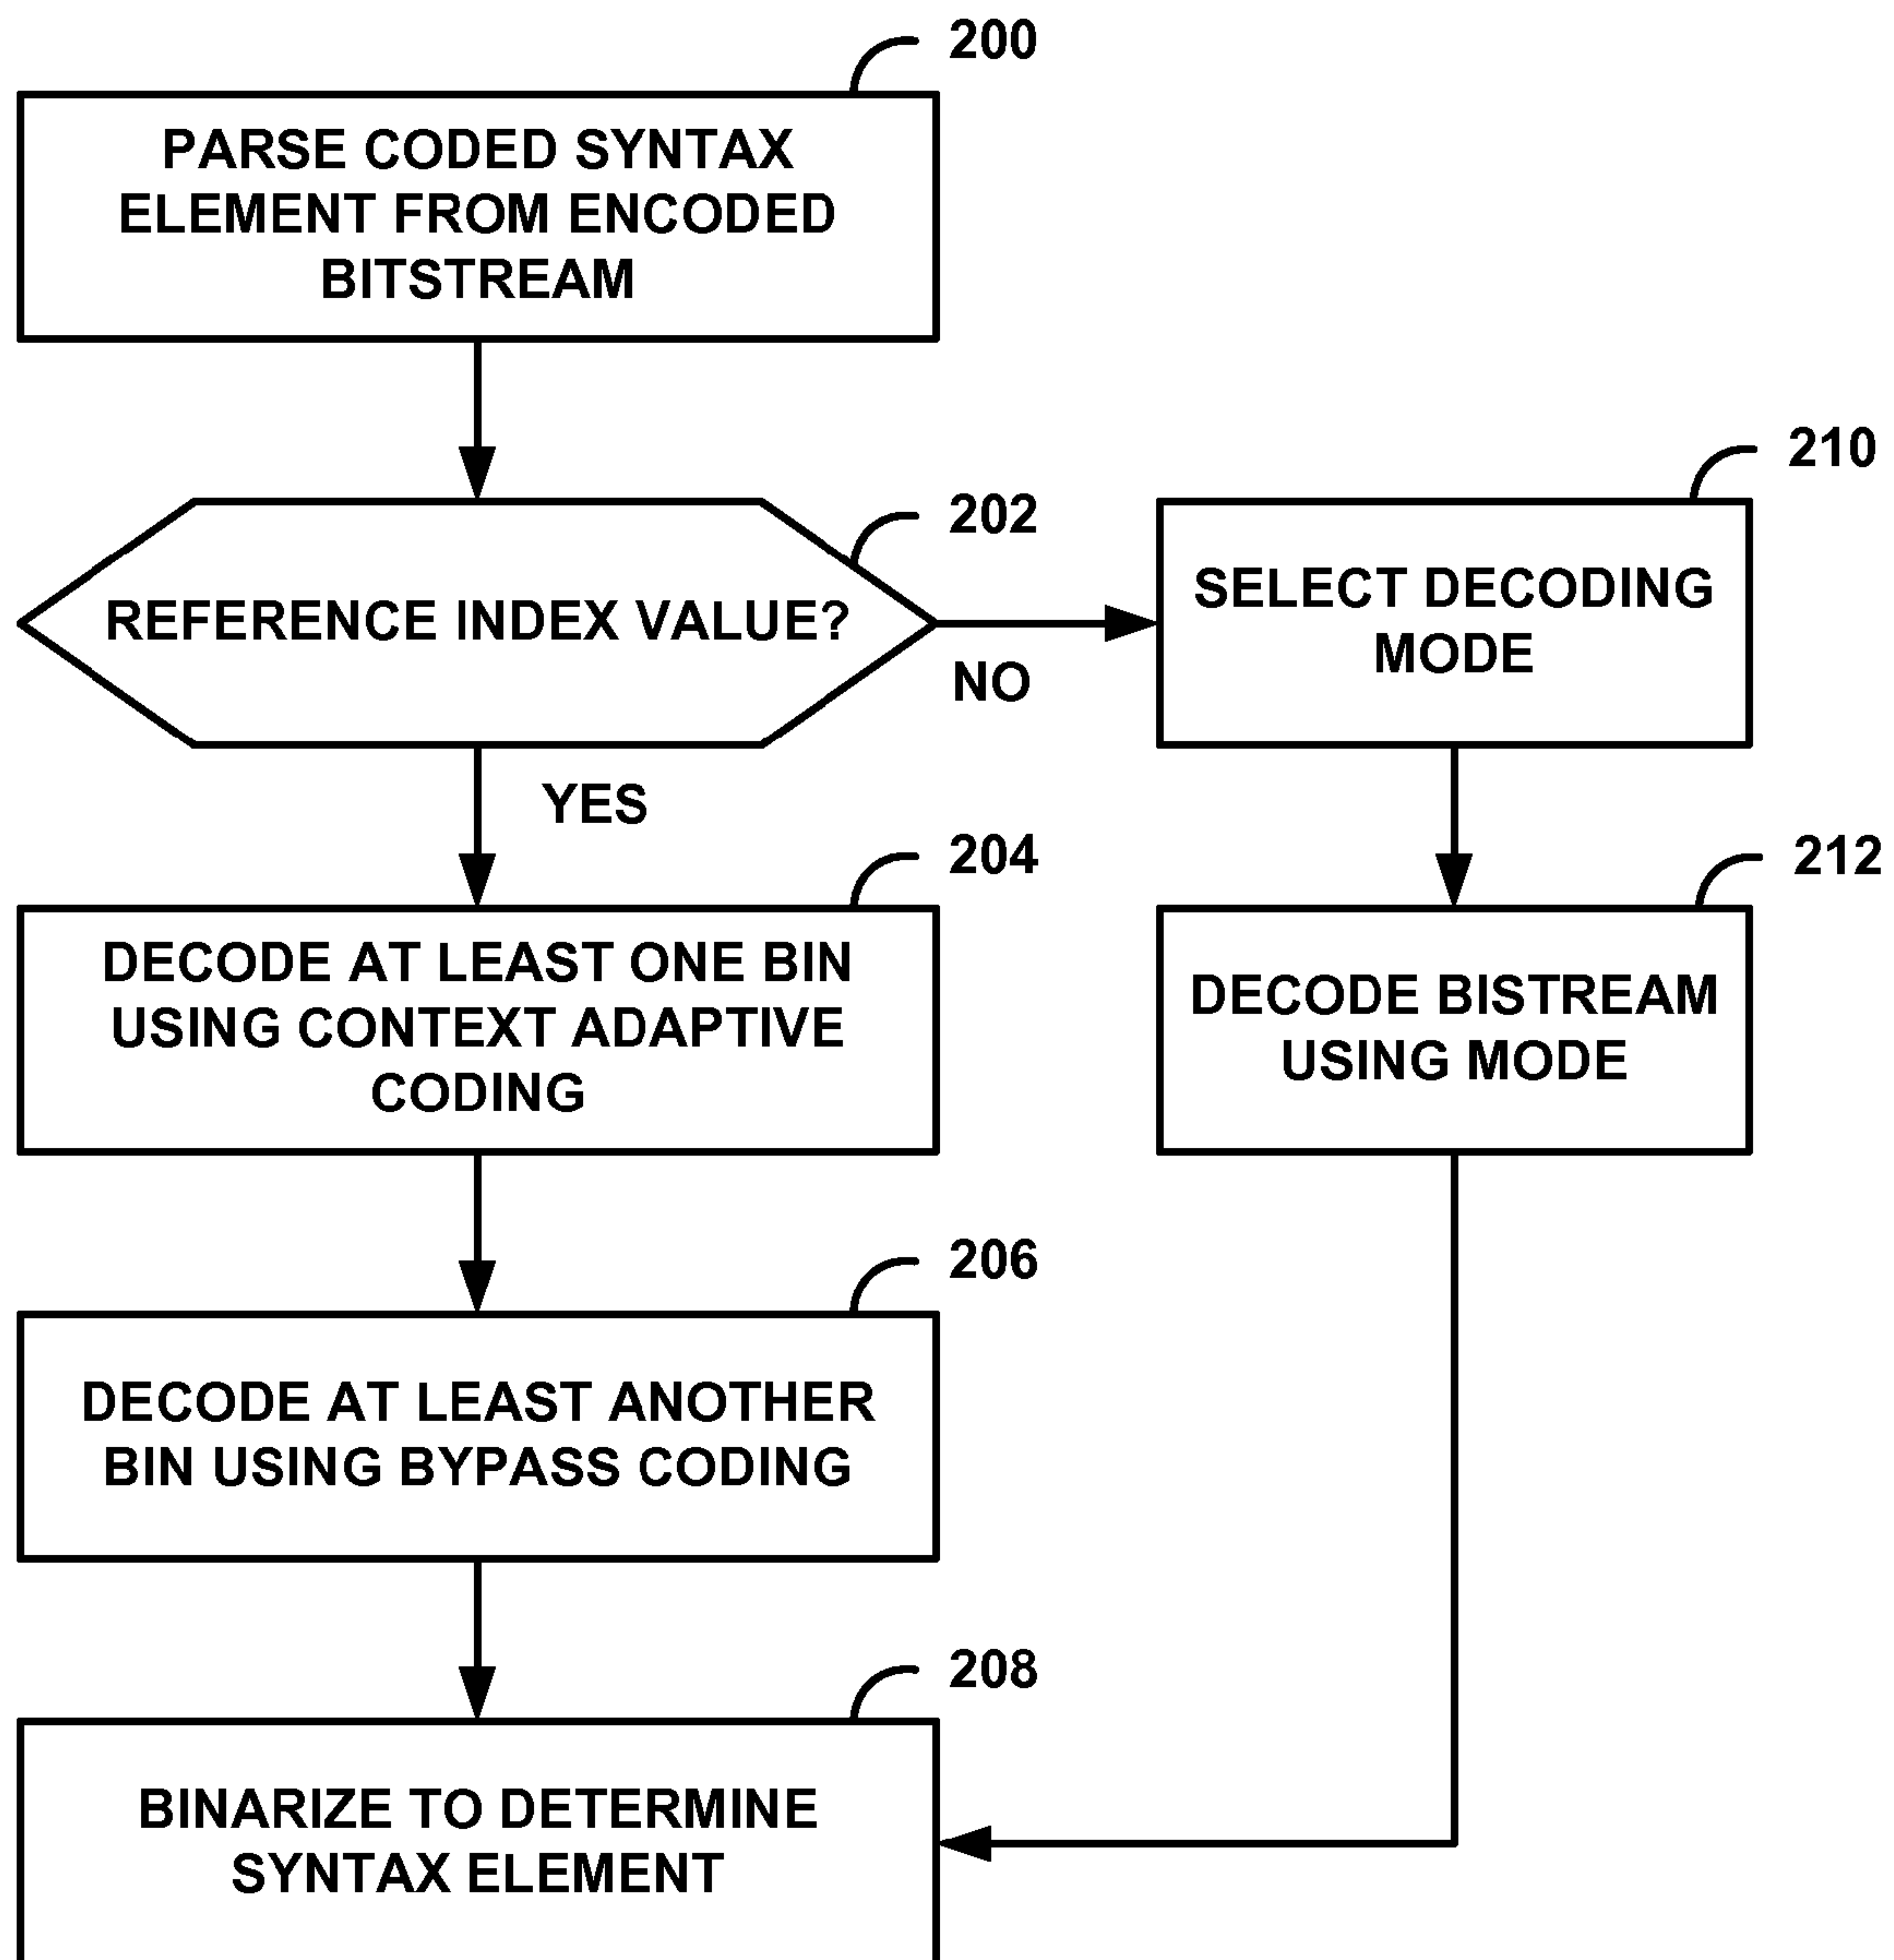 200
PARSE CODED SYNTAX
ELEMENT FROM ENCODED
BITSTREAM
202
REFERENCE INDEX VALUE?
NO
YES
210
SELECT DECODING
MODE
204
DECODE AT LEAST ONE BIN
USING CONTEXT ADAPTIVE
CODING
212
DECODE BISTREAM
USING MODE
206
DECODE AT LEAST ANOTHER
BIN USING BYPASS CODING
208
BINARIZE TO DETERMINE
SYNTAX ELEMENT